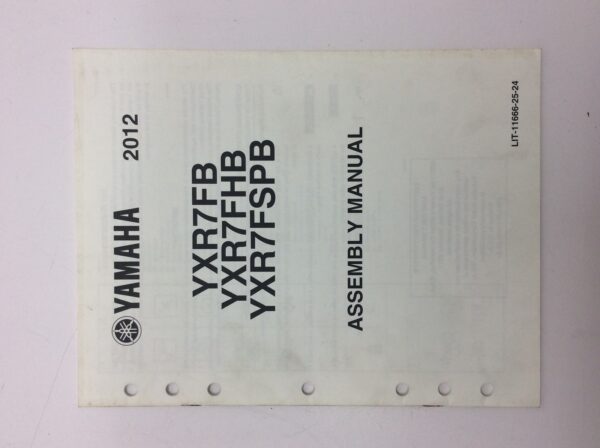 YAMAHA 2012
YXR7FB
YXR7FHB
YXR7FSPB
ASSEMBLY MANUAL
LIT-11666-25-24